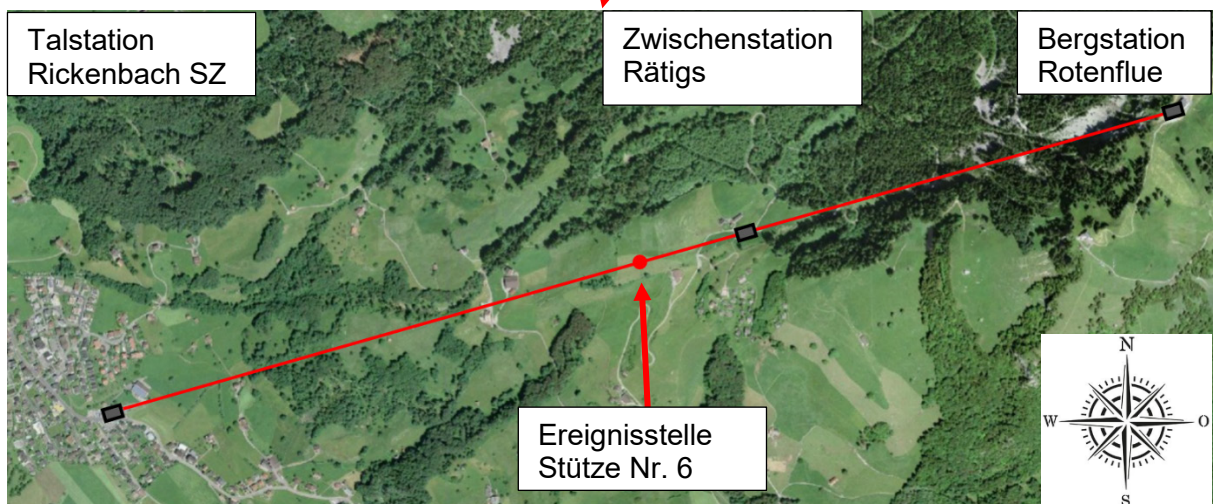 Talstation
Rickenbach SZ
Zwischenstation
Rätigs
Bergstation
Rotenflue
Ereignisstelle
Stütze Nr. 6
N
W
O
S